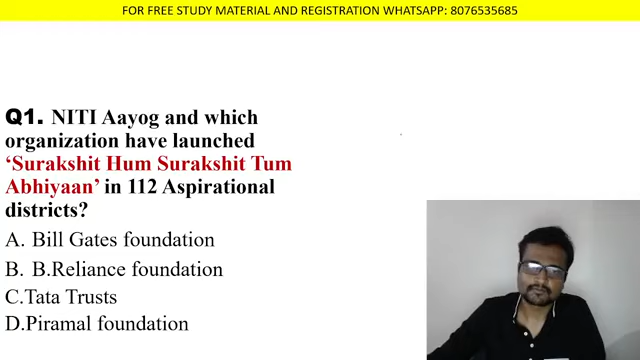 FOR FREE STUDY MATERIAL AND REGISTRATION WHATSAPP: 8076535685
Q1. NITI Aayog and which
organization have launched
‘Surakshit Hum Surakshit Tum
Abhiyaan’ in 112 Aspirational
districts?
A. Bill Gates foundation
B. B.Reliance foundation
C.Tata Trusts
D.Piramal foundation